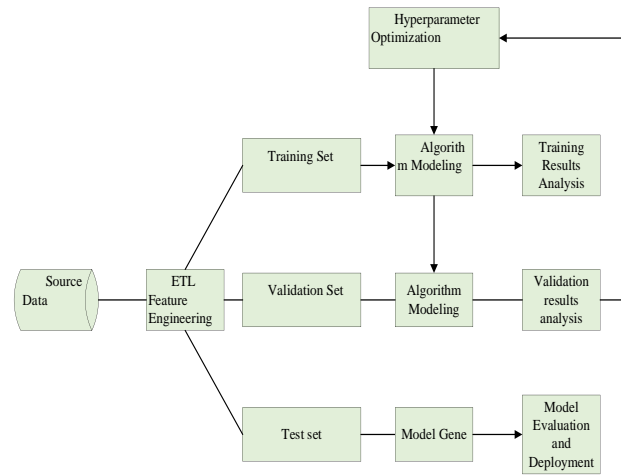 Hyperparameter
Optimization
Training Set
Algorith
m Modeling
Training
Results
Analysis
Source
Data
ETL
Feature
Engineering
Validation Set
Algorithm
Modeling
Validation
results
analysis
Test set
Model Gene
Model
Evaluation
and
Deployment